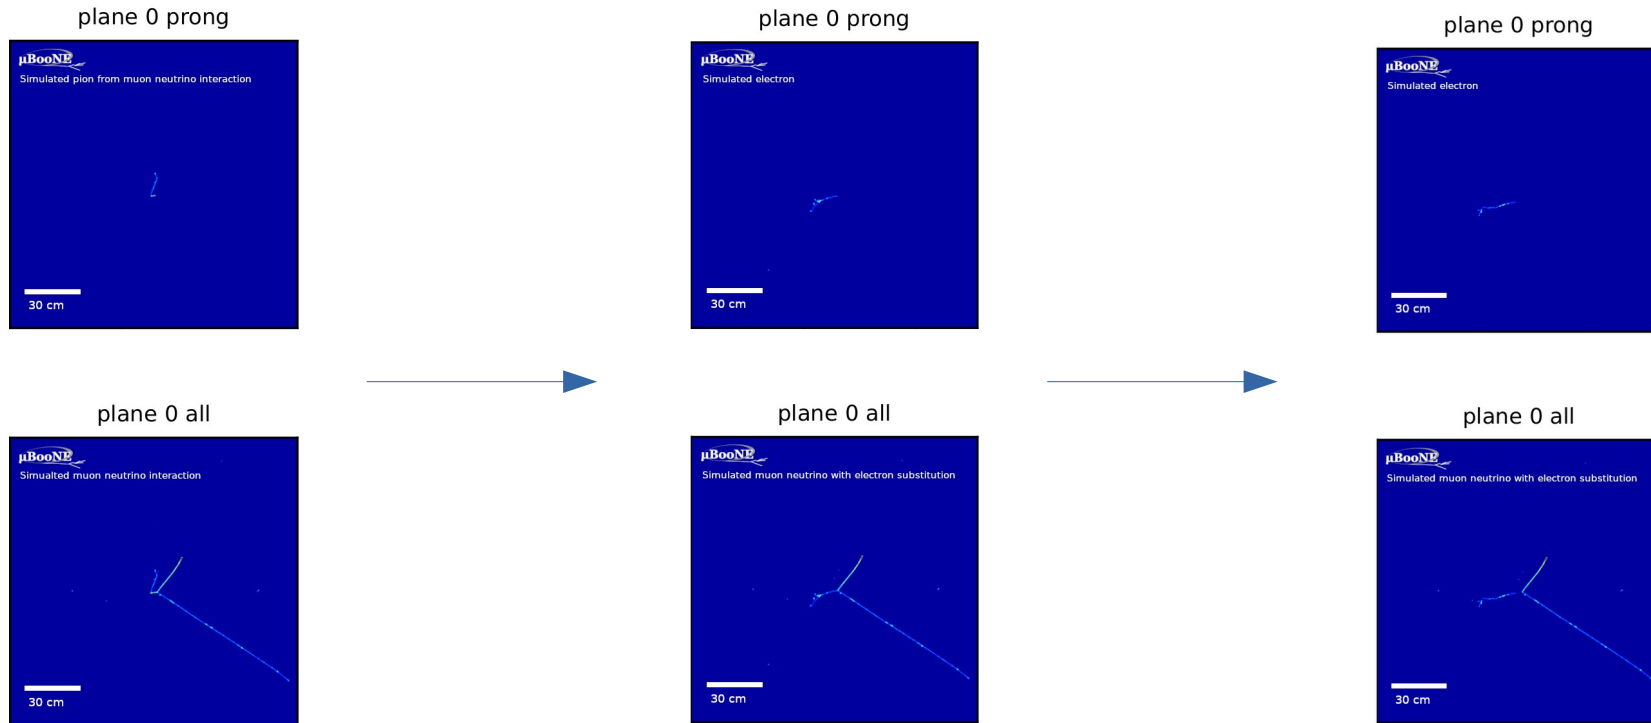 plane 0 prong
plane 0 prong
plane 0 prong
µBooNE
Simulated pion from muon neutrino interaction
30 cm
µBooNE
Simulated electron
30 cm
µBooNE
Simulated electron
30 cm
plane 0 all
plane 0 all
plane 0 all
µBooNE
Simualted muon neutrino interaction
30 cm
µBooNE
Simulated muon neutrino with electron substitution
30 cm
µBooNE
Simulated muon neutrino with electron substitution
30 cm